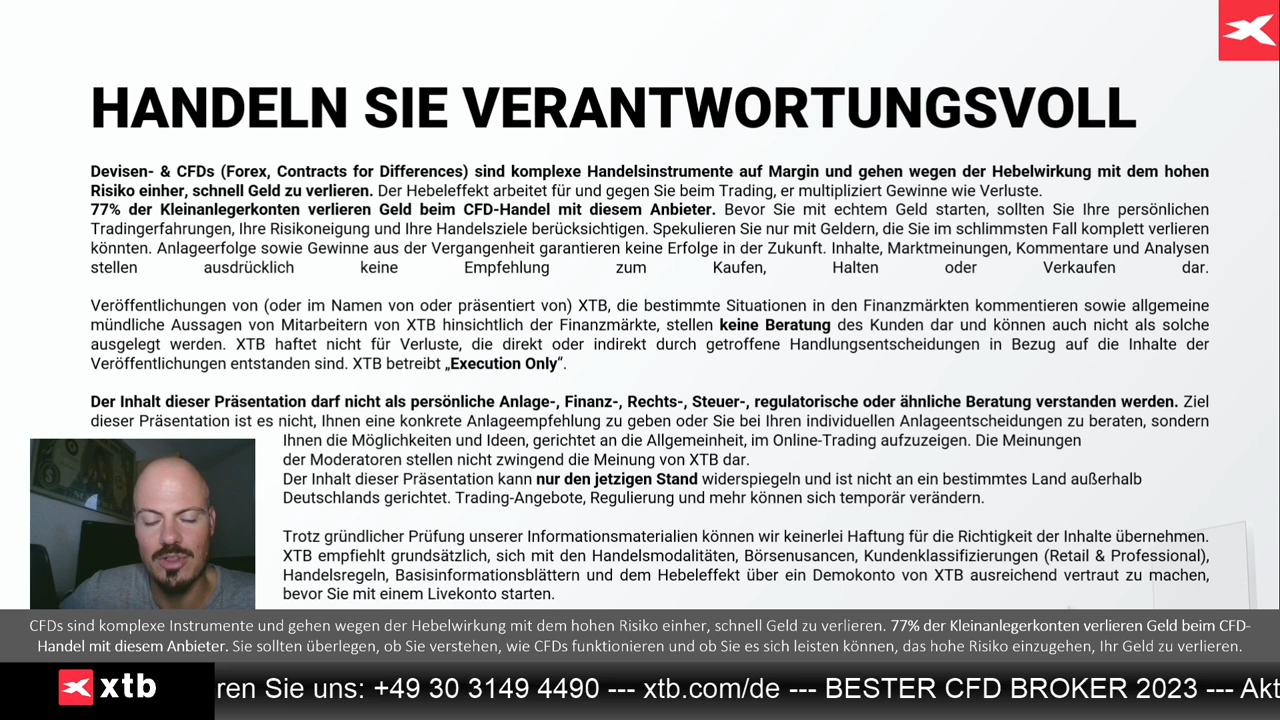 HANDELN SIE VERANTWORTUNGSVOLL
Devisen- & CFDs (Forex, Contracts for Differences) sind komplexe Handelsinstrumente auf Margin und gehen wegen der Hebelwirkung mit dem hohen
Risiko einher, schnell Geld zu verlieren. Der Hebeleffekt arbeitet für und gegen Sie beim Trading, er multipliziert Gewinne wie Verluste.
77% der Kleinanlegerkonten verlieren Geld beim CFD-Handel mit diesem Anbieter. Bevor Sie mit echtem Geld starten, sollten Sie Ihre persönlichen
Tradingerfahrungen, Ihre Risikoneigung und Ihre Handelsziele berücksichtigen. Spekulieren Sie nur mit Geldern, die Sie im schlimmsten Fall komplett verlieren
könnten. Anlageerfolge sowie Gewinne aus der Vergangenheit garantieren keine Erfolge in der Zukunft. Inhalte, Marktmeinungen, Kommentare und Analysen
stellen ausdrücklich keine Empfehlung zum Kaufen, Halten oder Verkaufen dar.
Veröffentlichungen von (oder im Namen von oder präsentiert von) XTB, die bestimmte Situationen in den Finanzmärkten kommentieren sowie allgemeine
mündliche Aussagen von Mitarbeitern von XTB hinsichtlich der Finanzmärkte, stellen keine Beratung des Kunden dar und können auch nicht als solche
ausgelegt werden. XTB haftet nicht für Verluste, die direkt oder indirekt durch getroffene Handlungsentscheidungen in Bezug auf die Inhalte der
Veröffentlichungen entstanden sind. XTB betreibt „Execution Only“.
Der Inhalt dieser Präsentation darf nicht als persönliche Anlage-, Finanz-, Rechts-, Steuer-, regulatorische oder ähnliche Beratung verstanden werden. Ziel
dieser Präsentation ist es nicht, Ihnen eine konkrete Anlageempfehlung zu geben oder Sie bei Ihren individuellen Anlageentscheidungen zu beraten, sondern
Ihnen die Möglichkeiten und Ideen, gerichtet an die Allgemeinheit, im Online-Trading aufzuzeigen. Die Meinungen
der Moderatoren stellen nicht zwingend die Meinung von XTB dar.
Der Inhalt dieser Präsentation kann nur den jetzigen Stand widerspiegeln und ist nicht an ein bestimmtes Land außerhalb
Deutschlands gerichtet. Trading-Angebote, Regulierung und mehr können sich temporär verändern.
Trotz gründlicher Prüfung unserer Informationsmaterialien können wir keinerlei Haftung für die Richtigkeit der Inhalte übernehmen.
XTB empfiehlt grundsätzlich, sich mit den Handelsmodalitäten, Börsenusancen, Kundenklassifizierungen (Retail & Professional),
Handelsregeln, Basisinformationsblättern und dem Hebeleffekt über ein Demokonto von XTB ausreichend vertraut zu machen,
bevor Sie mit einem Livekonto starten.
CFDs sind komplexe Instrumente und gehen wegen der Hebelwirkung mit dem hohen Risiko einher, schnell Geld zu verlieren. 77% der Kleinanlegerkonten verlieren Geld beim CFD-
Handel mit diesem Anbieter. Sie sollten überlegen, ob Sie verstehen, wie CFDs funktionieren und ob Sie es sich leisten können, das hohe Risiko einzugehen, Ihr Geld zu verlieren.
xtb ren Sie uns: +49 30 3149 4490 --- xtb.com/de --- BESTER CFD BROKER 2023 --- Akt